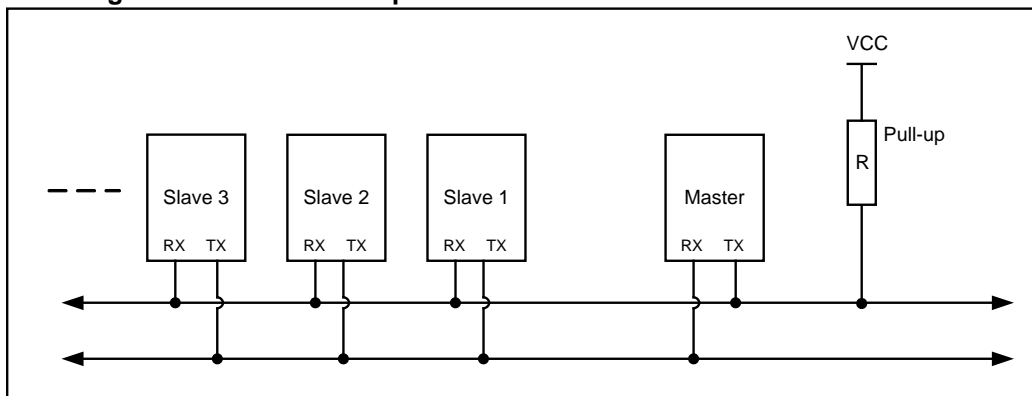 VCC
Pull-up
R
Slave 3
Slave 2
Slave 1
Master
RX TX
RX TX
RX TX
RX TX